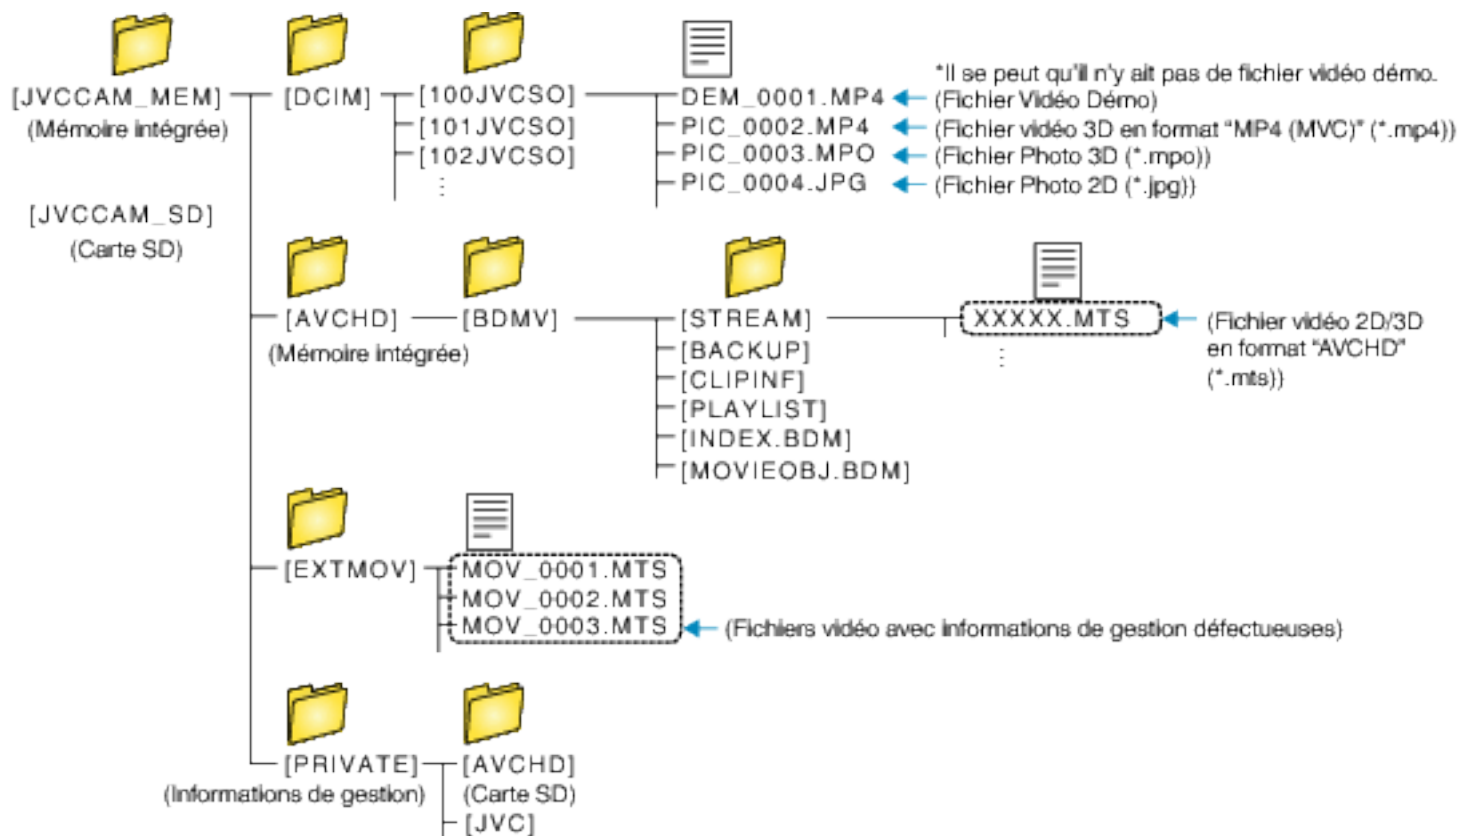 *Il se peut qu'il n'y ait pas de fichier vidéo démo.
[JVCCAM_MEM] [DCIM] [100JVCSO] DEM_0001.MP4 (Fichier Vidéo Démo)
(Mémoire intégrée) [101JVCSO] PIC_0002.MP4 (Fichier vidéo 3D en format “MP4 (MVC)” (*.mp4))
[102JVCSO] PIC_0003.MPO (Fichier Photo 3D (*.mpo))
PIC_0004.JPG (Fichier Photo 2D (*.jpg))
[JVCCAM_SD]
(Carte SD)
[AVCHD] [BDMV] [STREAM] XXXXX.MTS (Fichier vidéo 2D/3D
(Mémoire intégrée) [BACKUP] en format “AVCHD”
[CLIPINF] (*.mts))
[PLAYLIST]
[INDEX.BDM]
[MOVIEOBJ.BDM]
[EXTMOV] MOV_0001.MTS
MOV_0002.MTS
MOV_0003.MTS (Fichiers vidéo avec informations de gestion défectueuses)
[PRIVATE] [AVCHD]
(Informations de gestion) (Carte SD)
[JVC]